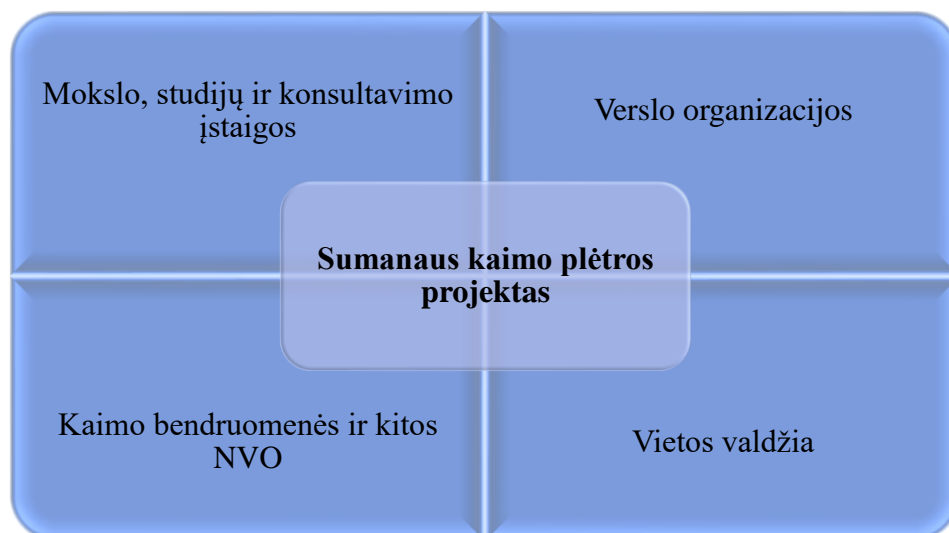 Mokslo, studijų ir konsultavimo
įstaigos
Verslo organizacijos
Sumanaus kaimo plėtros
projektas
Kaimo bendruomenės ir kitos
NVO
Vietos valdžia